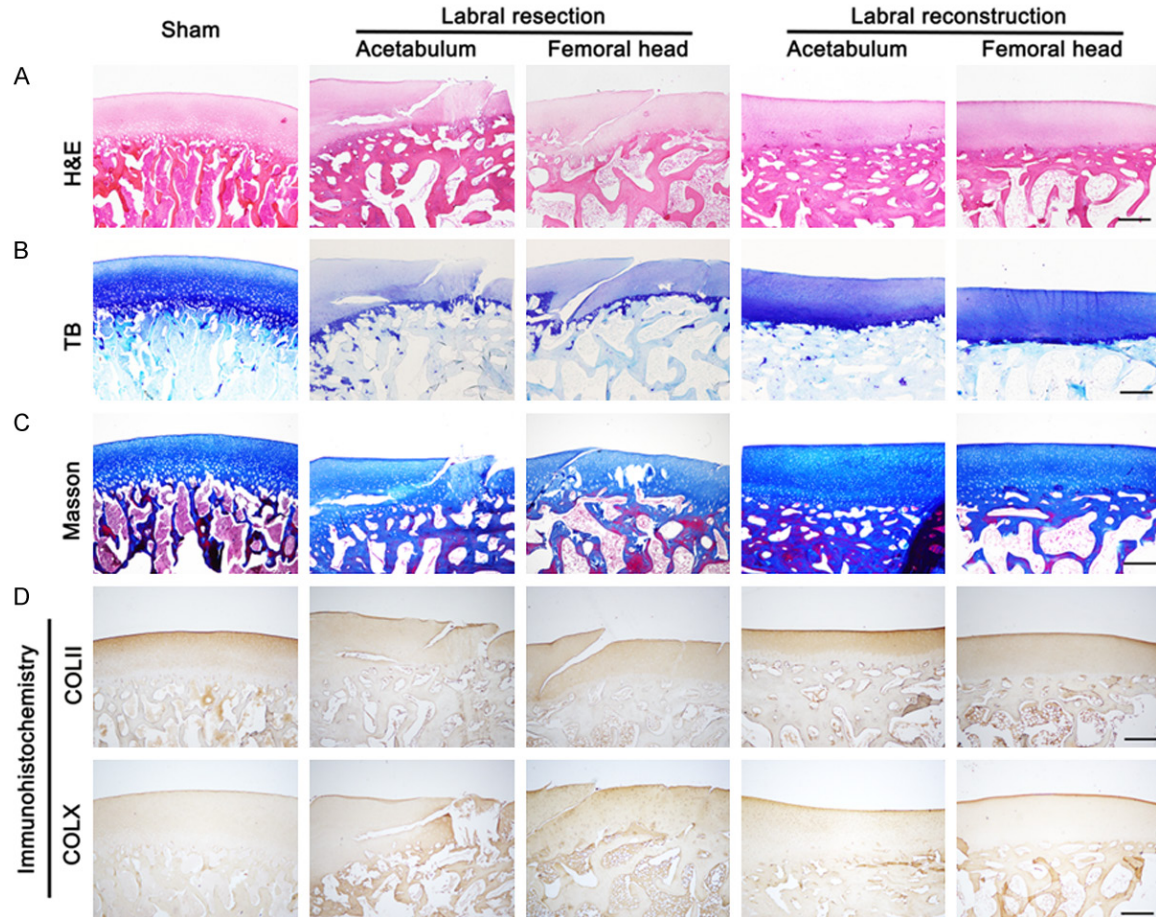 Sham
Labral resection
Labral reconstruction
Acetabulum
Femoral head
Acetabulum
Femoral head
A
H&E
B
TB
C
Masson
D
Immunohistochemistry
COLII
COLX